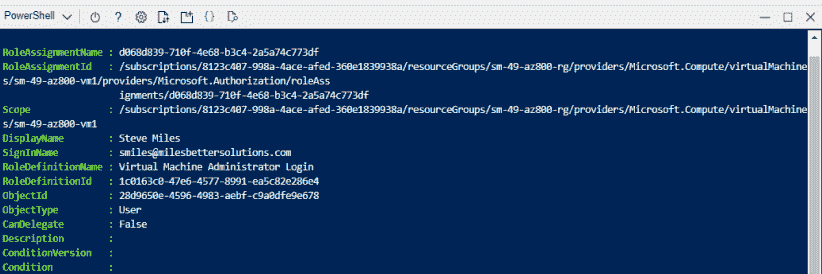 PowerShell
RoleAssignmentName : d068d839-710f-4e68-b3c4-2a5a74c773df
RoleAssignmentId : /subscriptions/8123c407-998a-4ace-afed-360e1839938a/resourceGroups/sm-49-az800-rg/providers/Microsoft.Compute/virtualMachine
s/sm-49-az800-vm1/providers/Microsoft.Authorization/roleAss
ignments/d068d839-710f-4e68-b3c4-2a5a74c773df
Scope : /subscriptions/8123c407-998a-4ace-afed-360e1839938a/resourceGroups/sm-49-az800-rg/providers/Microsoft.Compute/virtualMachine
s/sm-49-az800-vm1
DisplayName : Steve Miles
SignInName : smiles@milesbettersolutions.com
RoleDefinitionName : Virtual Machine Administrator Login
RoleDefinitionId : 1c0163c0-47e6-4577-8991-ea5c82e286e4
ObjectId : 28d9650e-4596-4983-aebf-c9a0dfe9e678
ObjectType : User
CanDelegate : False
Description :
ConditionVersion :
Condition :